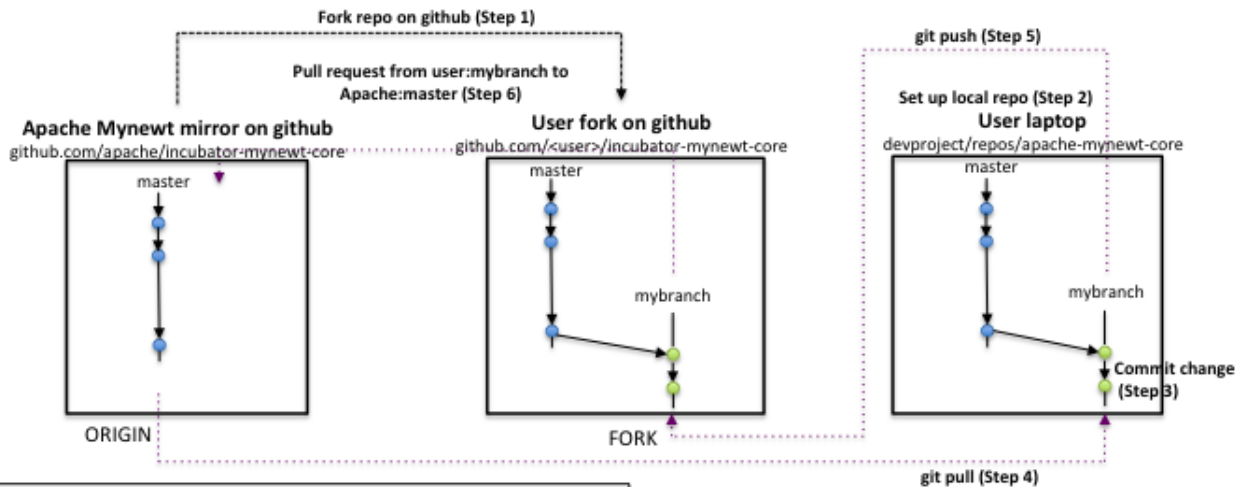 Fork repo on github (Step 1)
git push (Step 5)
Pull request from user:mybranch to
Apache:master (Step 6)
Set up local repo (Step 2)
Apache Mynewt mirror on github
github.com/apache/incubator-mynewt-core
User fork on github
github.com/<user>/incubator-mynewt-core
User laptop
devproject/repos/apache-mynewt-core
master
master
master
mybranch
mybranch
Commit change
(Step 3)
ORIGIN
FORK
git pull (Step 4)